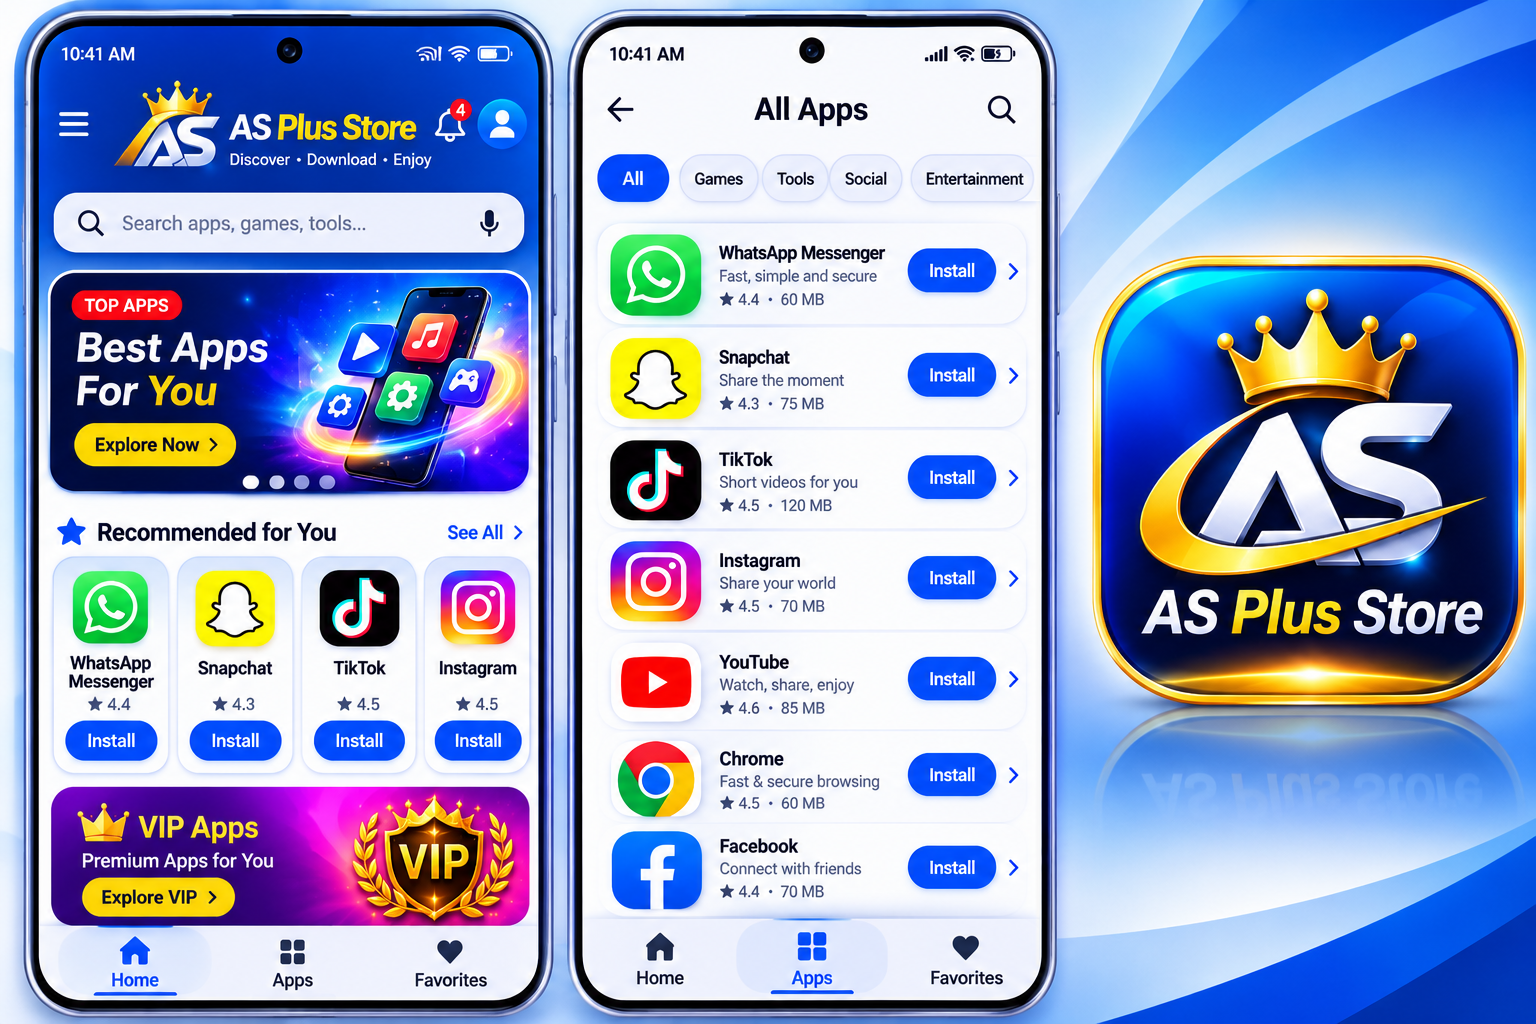 10:41 AM
AS
AS Plus Store
4
Discover • Download • Enjoy
Search apps, games, tools...
TOP APPS
Best Apps
For You
Explore Now
Recommended for You
See All
WhatsApp
Messenger
4.4
Install
Snapchat
4.3
Install
TikTok
4.5
Install
Instagram
4.5
Install
VIP Apps
Premium Apps for You
Explore VIP
VIP
Home
Apps
Favorites
10:41 AM
All Apps
All
Games
Tools
Social
Entertainment
WhatsApp Messenger
Fast, simple and secure
4.4 • 60 MB
Install
Snapchat
Share the moment
4.3 • 75 MB
Install
TikTok
Short videos for you
4.5 • 120 MB
Install
Instagram
Share your world
4.5 • 70 MB
Install
YouTube
Watch, share, enjoy
4.6 • 85 MB
Install
Chrome
Fast & secure browsing
4.5 • 60 MB
Install
Facebook
Connect with friends
4.4 • 70 MB
Install
Home
Apps
Favorites
AS
AS Plus Store
AS Plus Store